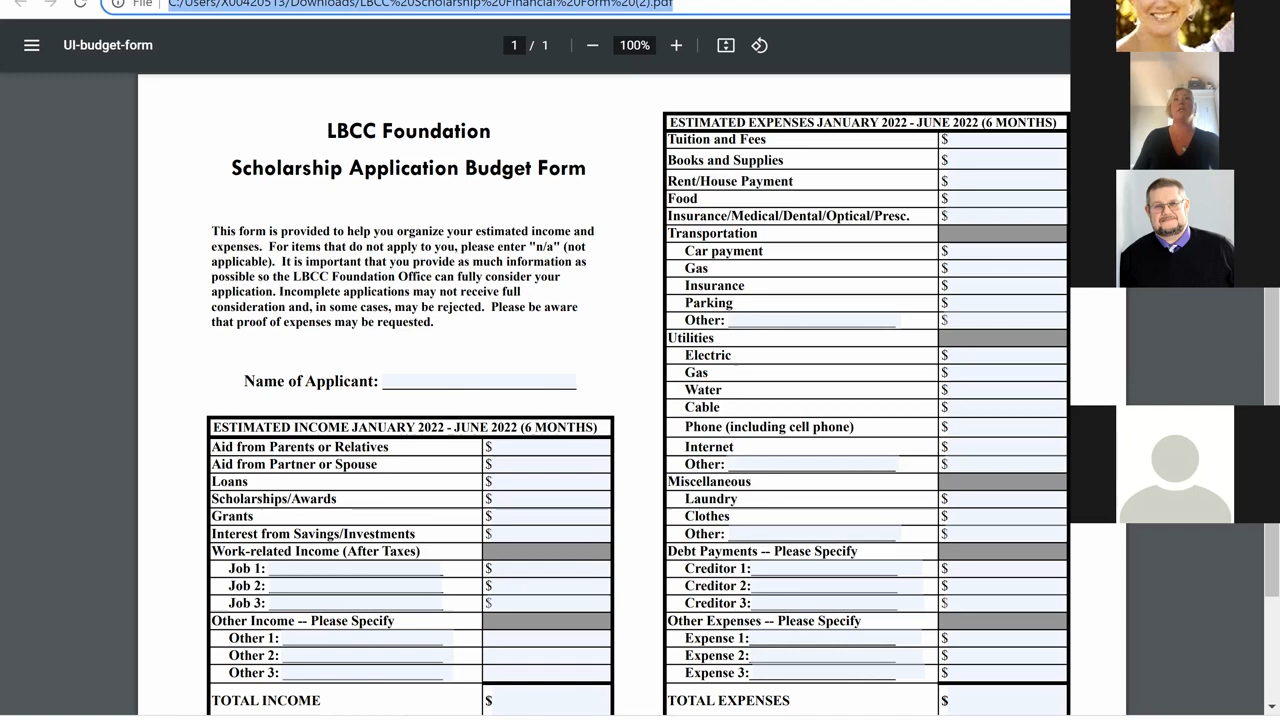 File
C:/Users/X00420513/Downloads/LBCC%20Scholarship%20Financial%20Form%20(2).pdf
UI-budget-form
1 / 1
100%
LBCC Foundation
Scholarship Application Budget Form
This form is provided to help you organize your estimated income and
expenses. For items that do not apply to you, please enter "n/a" (not
applicable). It is important that you provide as much information as
possible so the LBCC Foundation Office can fully consider your
application. Incomplete applications may not receive full
consideration and, in some cases, may be rejected. Please be aware
that proof of expenses may be requested.
Name of Applicant:
ESTIMATED INCOME JANUARY 2022 - JUNE 2022 (6 MONTHS)
Aid from Parents or Relatives $
Aid from Partner or Spouse $
Loans $
Scholarships/Awards $
Grants $
Interest from Savings/Investments $
Work-related Income (After Taxes)
Job 1: $
Job 2: $
Job 3: $
Other Income -- Please Specify
Other 1:
Other 2:
Other 3:
TOTAL INCOME $
ESTIMATED EXPENSES JANUARY 2022 - JUNE 2022 (6 MONTHS)
Tuition and Fees $
Books and Supplies $
Rent/House Payment $
Food $
Insurance/Medical/Dental/Optical/Presc. $
Transportation
Car payment $
Gas $
Insurance $
Parking $
Other: $
Utilities
Electric $
Gas $
Water $
Cable $
Phone (including cell phone) $
Internet $
Other: $
Miscellaneous
Laundry $
Clothes $
Other: $
Debt Payments -- Please Specify
Creditor 1: $
Creditor 2: $
Creditor 3: $
Other Expenses -- Please Specify
Expense 1: $
Expense 2: $
Expense 3: $
TOTAL EXPENSES $